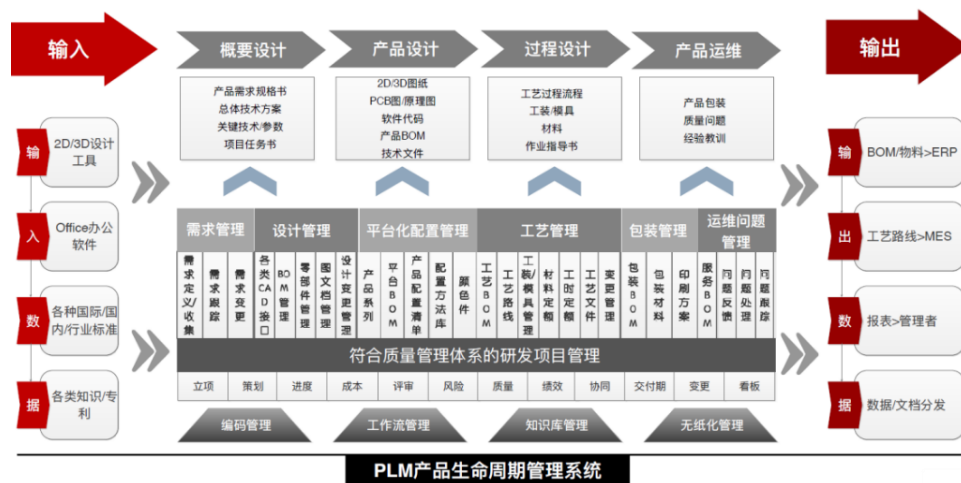 输入
概要设计
产品设计
过程设计
产品运维
输出
产品需求规格书
总体技术方案
关键技术/参数
项目任务书
2D/3D图纸
PCB图/原理图
软件代码
产品BOM
技术文件
工艺过程流程
工装/模具
材料
作业指导书
产品包装
质量问题
经验教训
输
入
数
据
2D/3D设计
工具
Office办公
软件
各种国际/国
内/行业标准
各类知识/专
利
需求管理
设计管理
平台化配置管理
工艺管理
包装管理
运维问题
管理
需求定义/收集
需求跟踪
需求变更
各类CAD接口
BOM管理
零部件管理
图文档管理
设计变更管理
产品系列
平台BOM
产品配置清单
配置方法库
颜色件
工艺BOM
工艺路线
工装/模具管理
材料定额
工时定额
工艺文件
变更管理
包装BOM
包装材料
印刷方案
服务BOM
问题反馈
问题处理
问题跟踪
符合质量管理体系的研发项目管理
立项
策划
进度
成本
评审
风险
质量
绩效
协同
交付期
变更
看板
编码管理
工作流管理
知识库管理
无纸化管理
输
出
数
据
BOM/物料>ERP
工艺路线>MES
报表>管理者
数据/文档分发
PLM产品生命周期管理系统